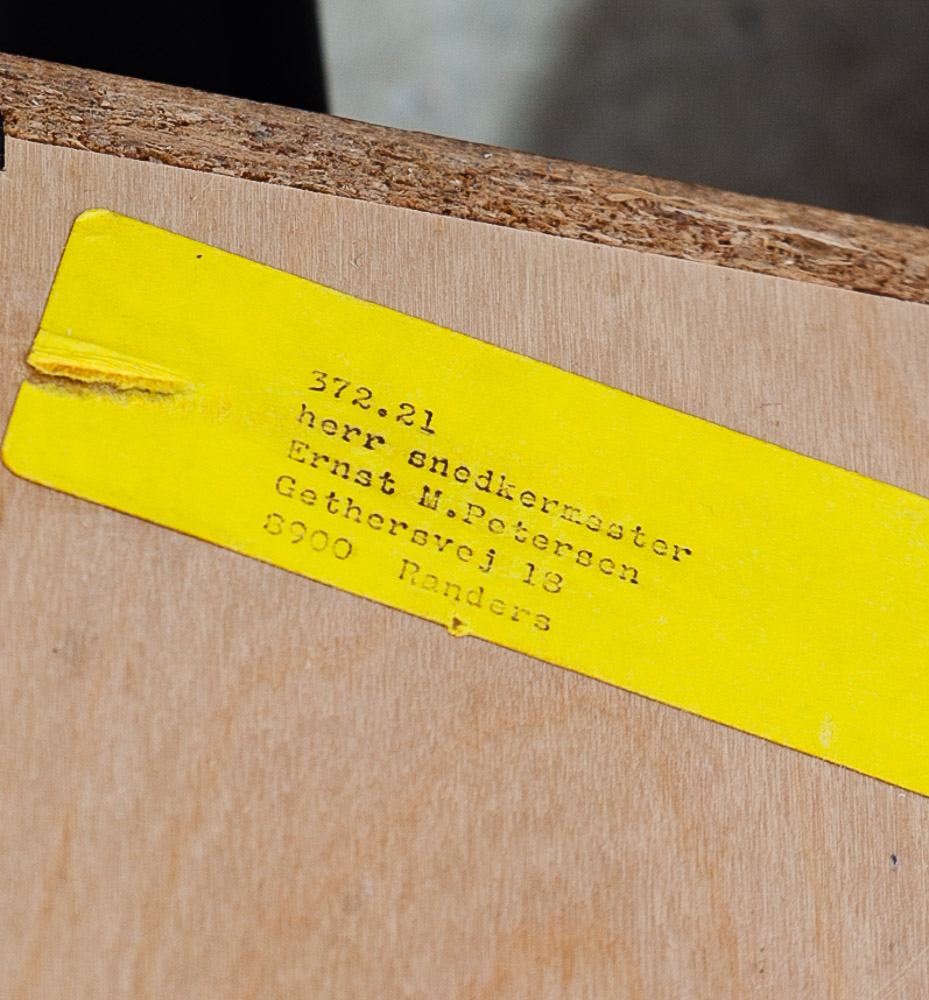 372.21
herr snedkermester
Ernst M.Petersen
Gethersvej 18
8900 Randers